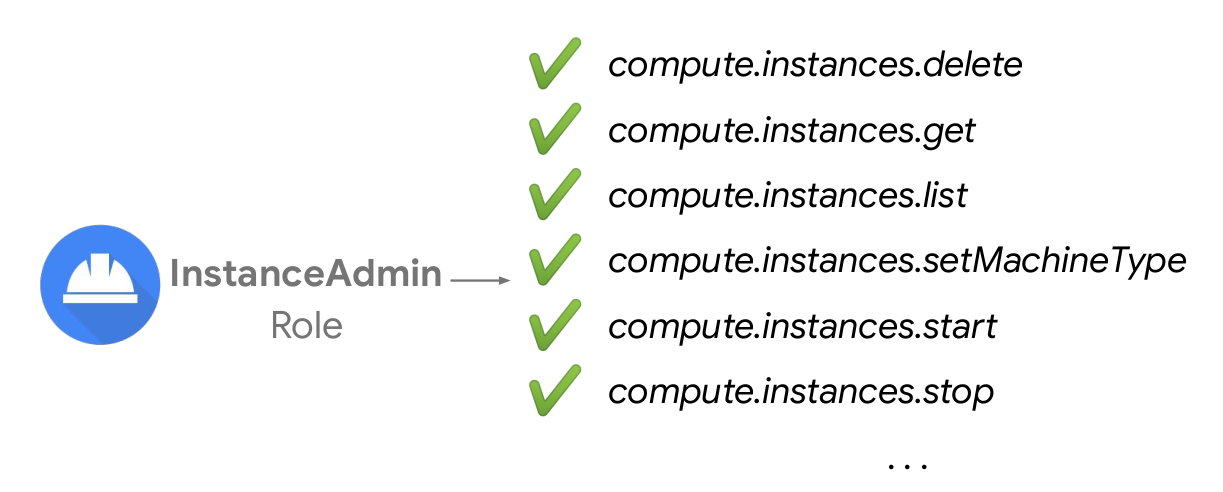 compute.instances.delete
compute.instances.get
compute.instances.list
InstanceAdmin
Role
compute.instances.setMachineType
compute.instances.start
compute.instances.stop
...